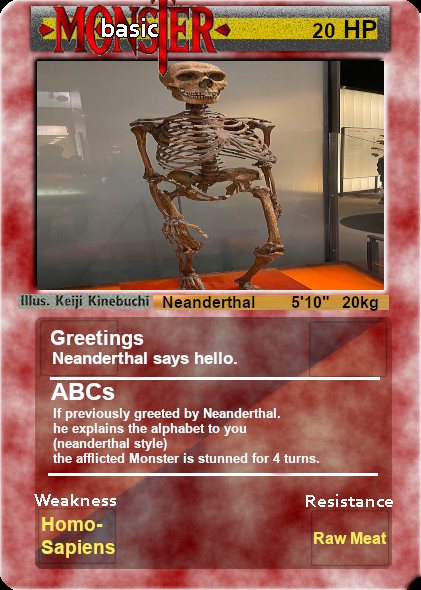 MONSTER
basic
20 HP
Illus. Keiji Kinebuchi
Neanderthal 5'10" 20kg
Greetings
Neanderthal says hello.
ABCs
If previously greeted by Neanderthal.
he explains the alphabet to you
(neanderthal style)
the afflicted Monster is stunned for 4 turns.
Weakness
Resistance
Homo-
Sapiens
Raw Meat